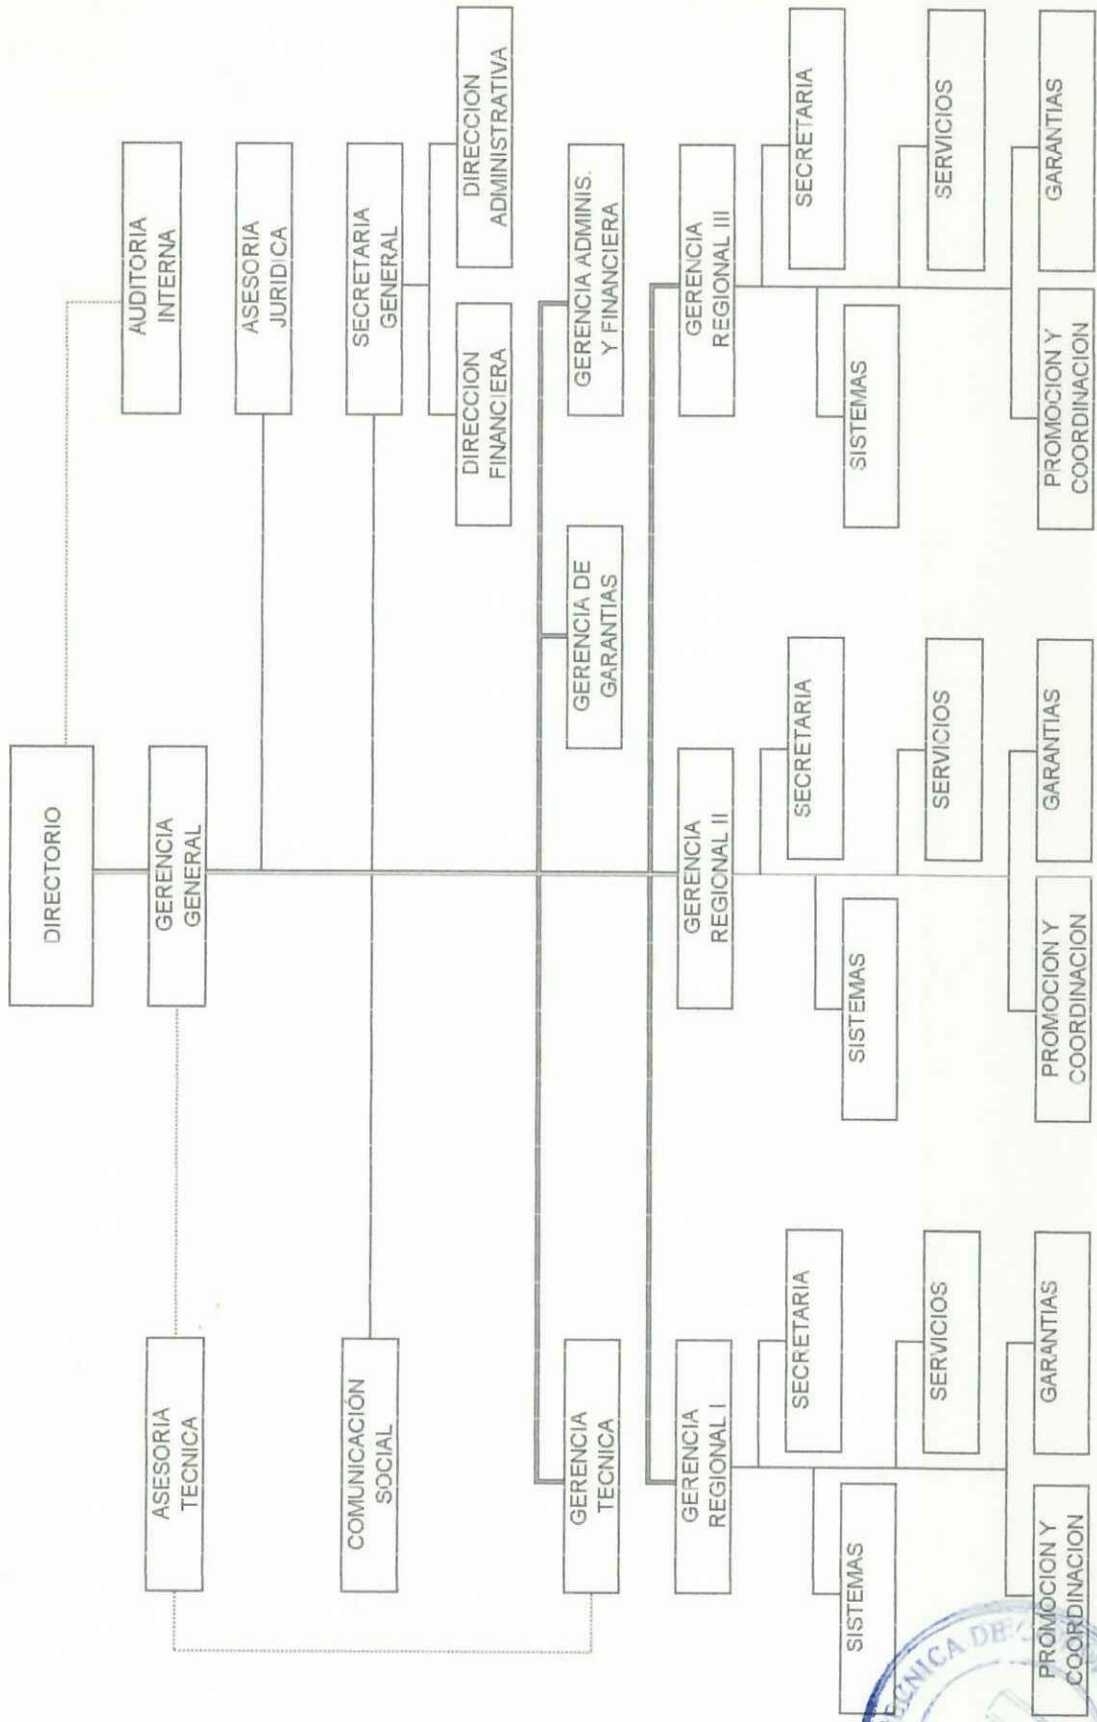 DIRECTORIO
AUDITORIA
INTERNA
ASESORIA
TECNICA
GERENCIA
GENERAL
ASESORIA
JURIDICA
COMUNICACIÓN
SOCIAL
SECRETARIA
GENERAL
DIRECCION
FINANCIERA
DIRECCION
ADMINISTRATIVA
GERENCIA
TECNICA
GERENCIA DE
GARANTIAS
GERENCIA ADMINIS.
Y FINANCIERA
GERENCIA
REGIONAL I
GERENCIA
REGIONAL II
GERENCIA
REGIONAL III
SECRETARIA
SECRETARIA
SECRETARIA
SISTEMAS
SISTEMAS
SISTEMAS
SERVICIOS
SERVICIOS
SERVICIOS
PROMOCION Y
COORDINACION
GARANTIAS
PROMOCION Y
COORDINACION
GARANTIAS
PROMOCION Y
COORDINACION
GARANTIAS
DE